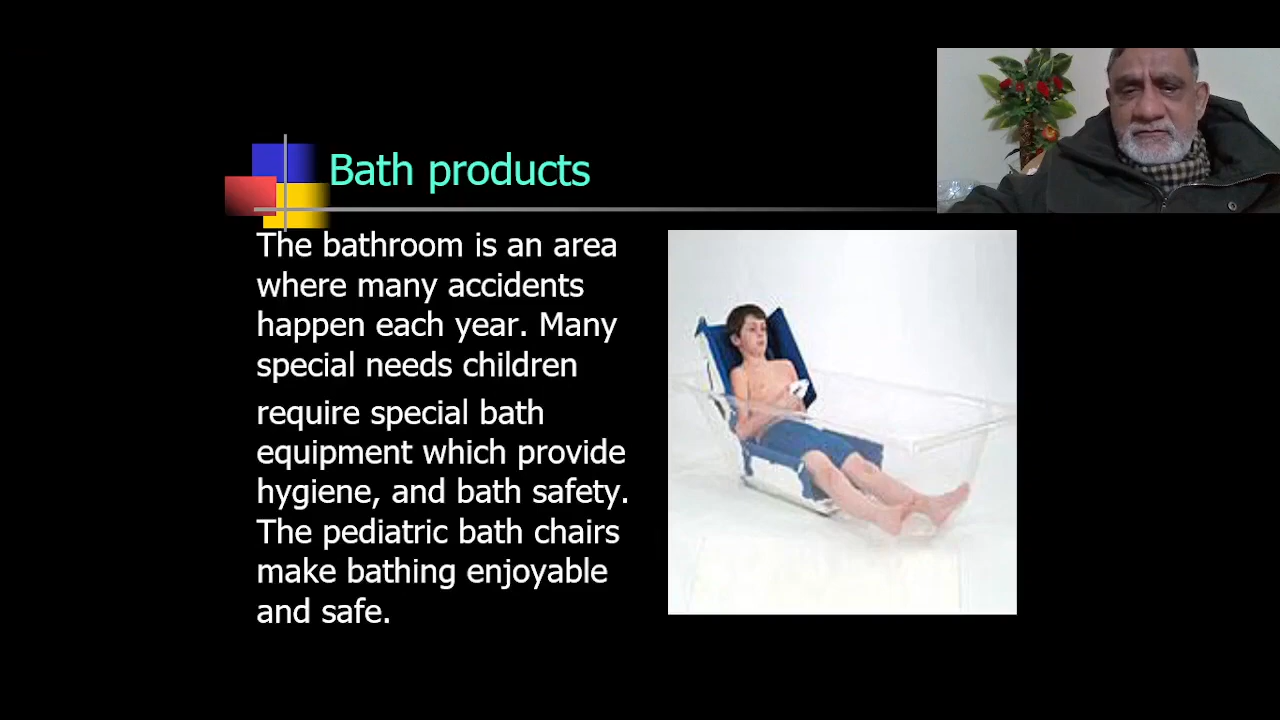 Bath products
The bathroom is an area
where many accidents
happen each year. Many
special needs children
require special bath
equipment which provide
hygiene, and bath safety.
The pediatric bath chairs
make bathing enjoyable
and safe.